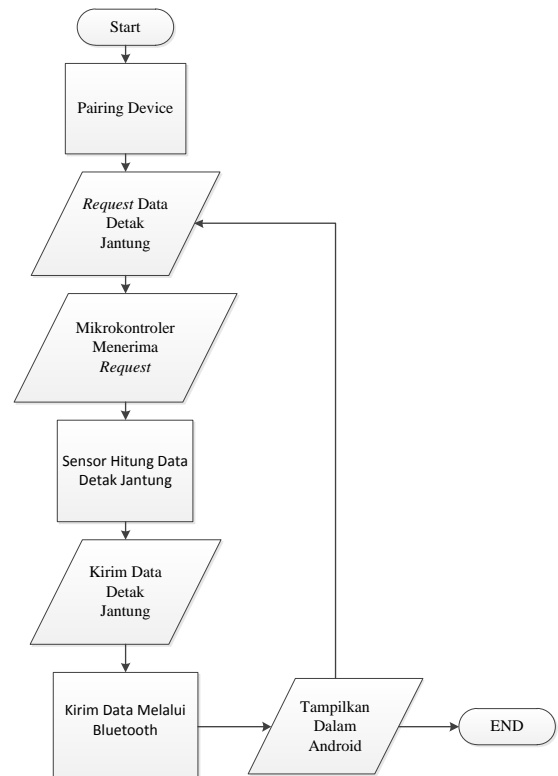 Start
Pairing Device
Request Data
Detak
Jantung
Mikrokontroler
Menerima
Request
Sensor Hitung Data
Detak Jantung
Kirim Data
Detak
Jantung
Kirim Data Melalui
Bluetooth
Tampilkan
Dalam
Android
END